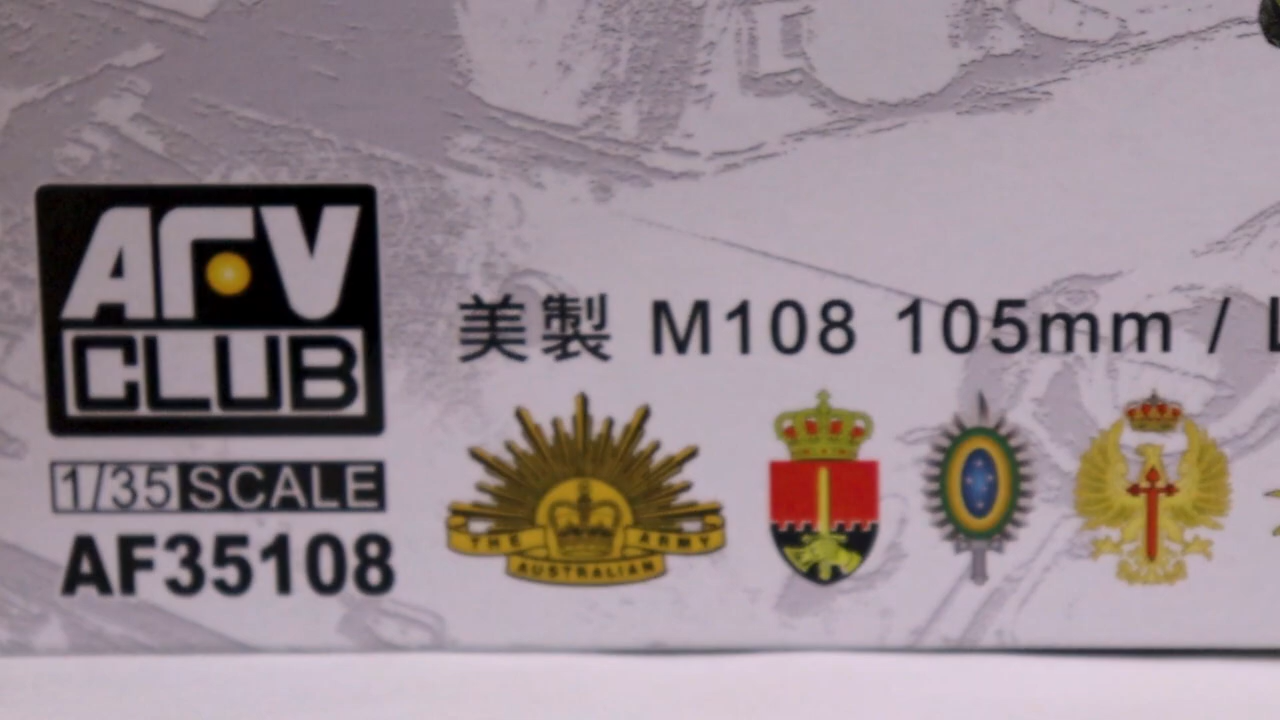 AFV
CLUB
1/35 SCALE
AF35108
美製 M108 105mm / L
THE ARMY
AUSTRALIAN